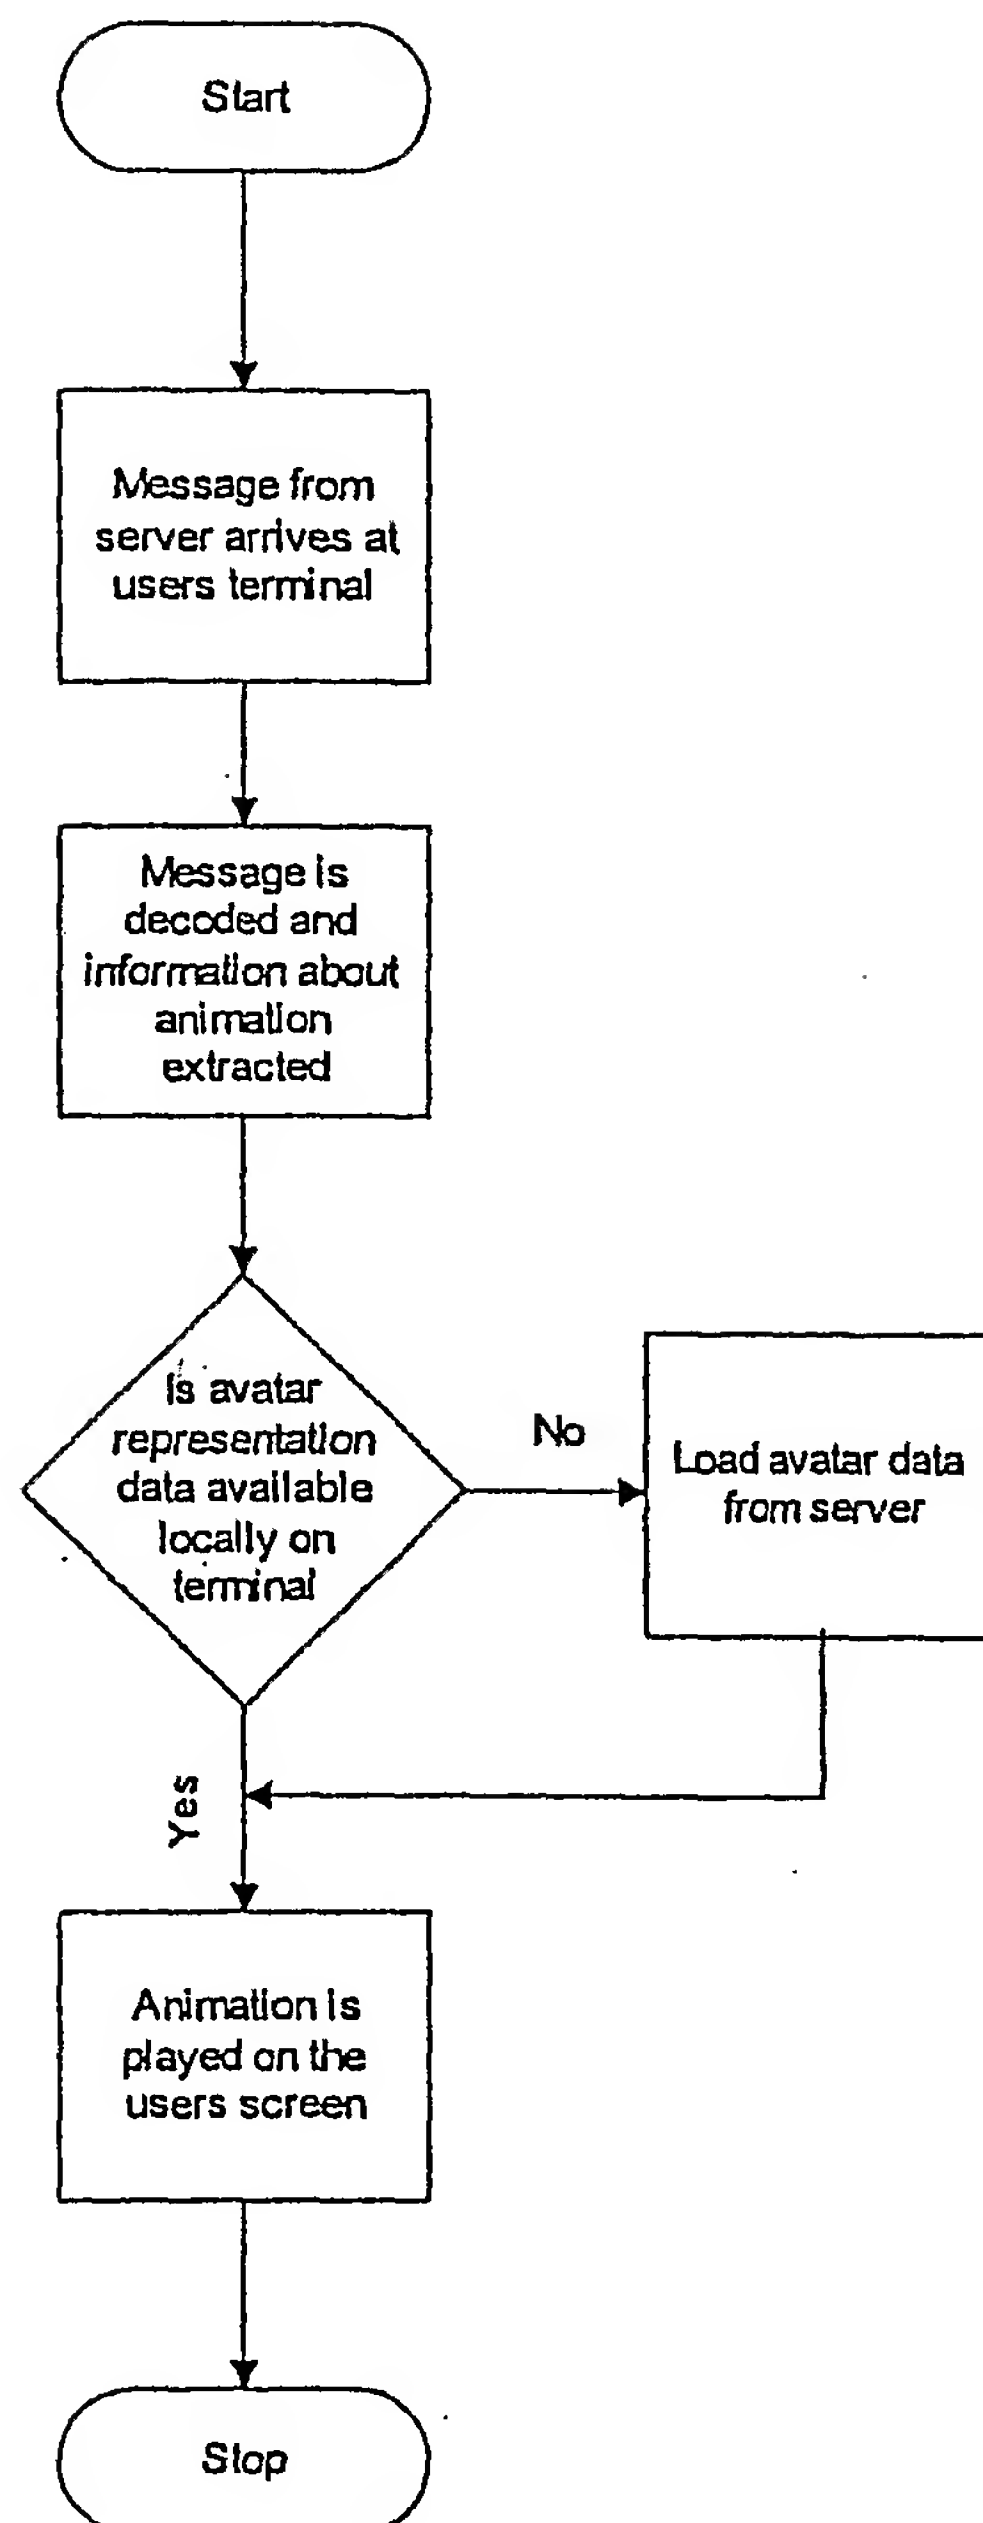 Start
Message from
server arrives at
users terminal
Message is
decoded and
information about
animation
extracted
Is avatar
representation
data available
locally on
terminal
No
Load avatar data
from server
Yes
Animation is
played on the
users screen
Stop